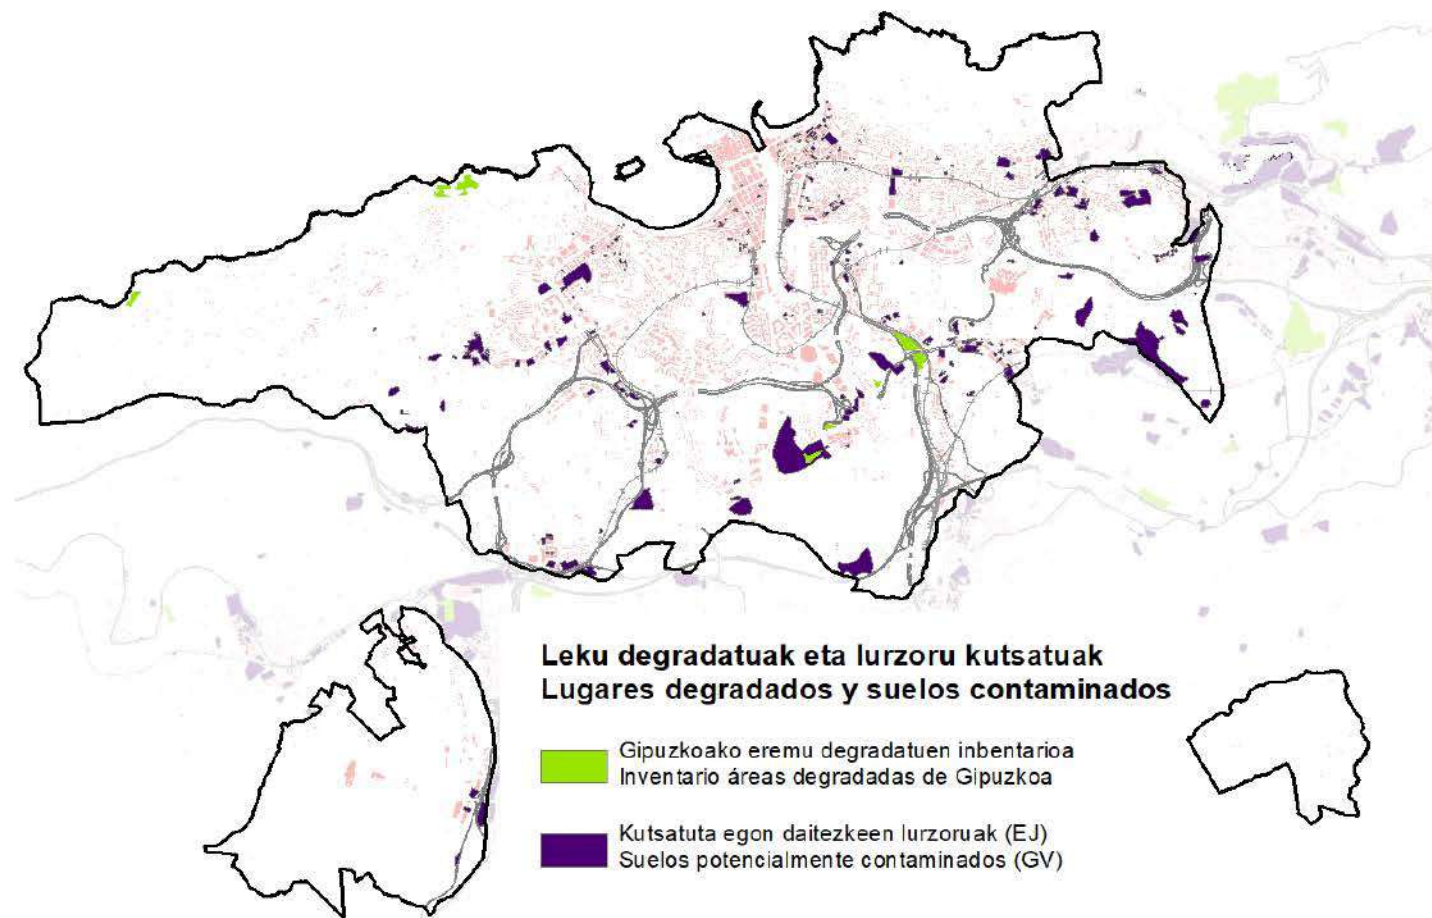 Leku degradatuak eta lurzoru kutsatuak
Lugares degradados y suelos contaminados
Gipuzkoako eremu degradatuen inbentarioa
Inventario áreas degradadas de Gipuzkoa
Kutsatuta egon daitezkeen lurzoruak (EJ)
Suelos potencialmente contaminados (GV)